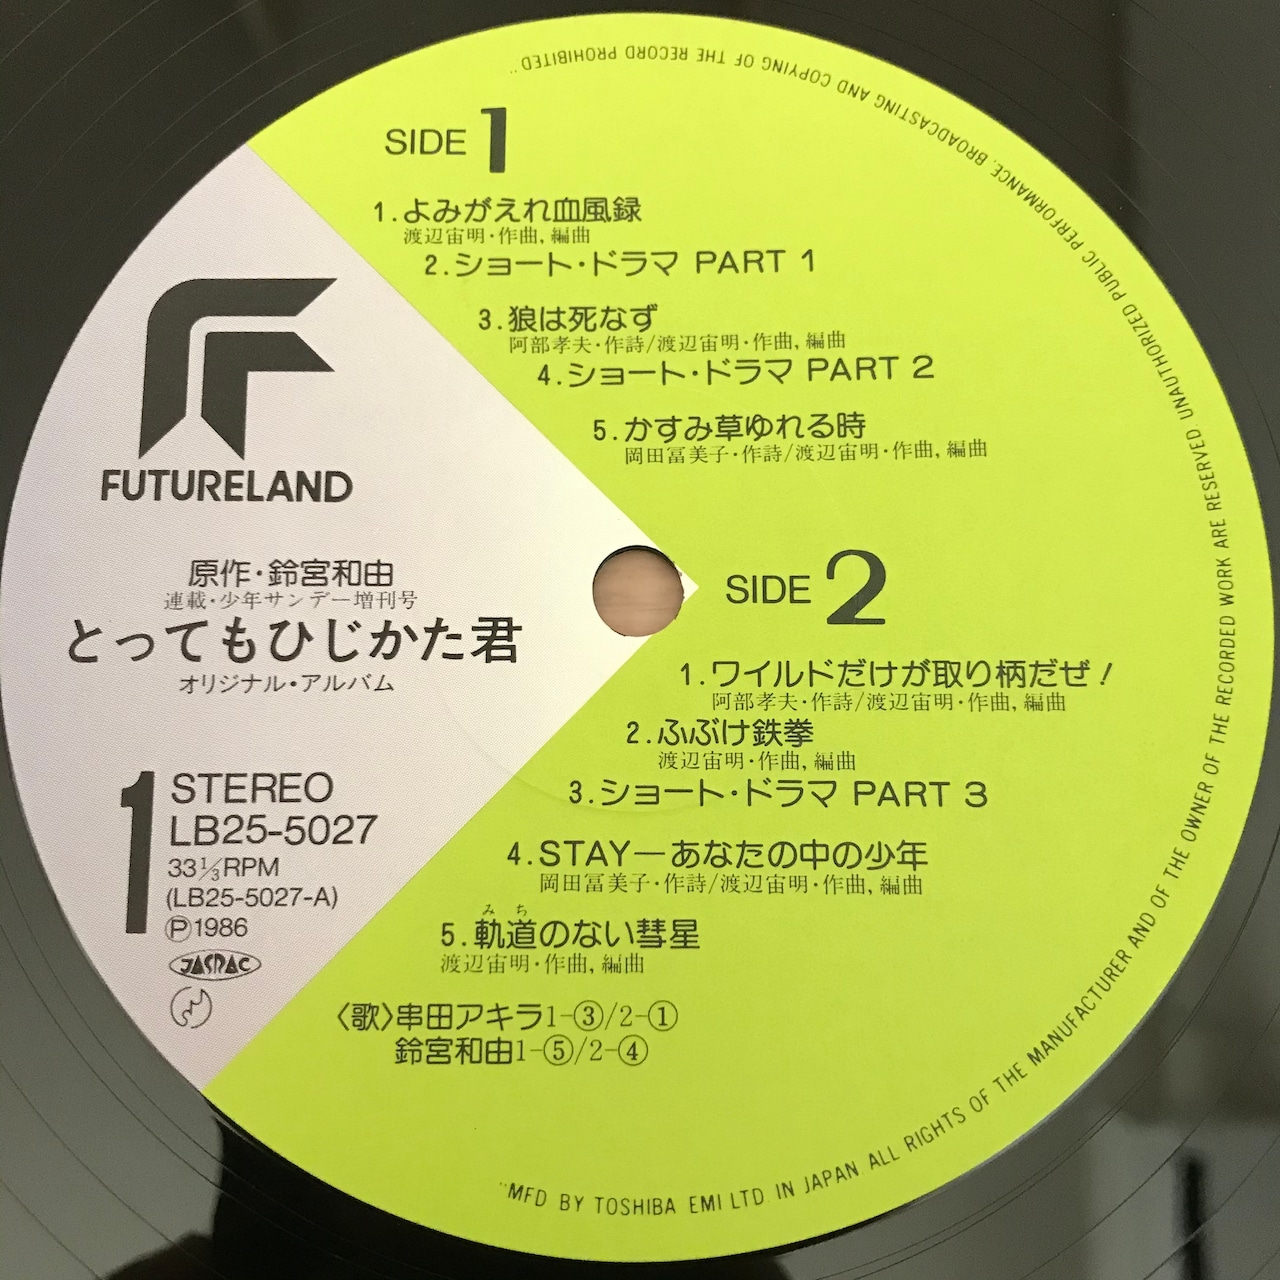 FUTURELAND
原作・鈴宮和由
連載・少年サンデー増刊号
とってもひじかた君
オリジナル・アルバム
1
STEREO
LB25-5027
33⅓RPM
(LB25-5027-A)
Ⓟ1986
JASRAC
SIDE 1
1.よみがえれ血風録
渡辺宙明・作曲,編曲
2.ショート・ドラマ PART 1
3.狼は死なず
阿部孝夫・作詩/渡辺宙明・作曲,編曲
4.ショート・ドラマ PART 2
5.かすみ草ゆれる時
岡田冨美子・作詩/渡辺宙明・作曲,編曲
SIDE 2
1.ワイルドだけが取り柄だぜ!
阿部孝夫・作詩/渡辺宙明・作曲,編曲
2.ふぶけ鉄拳
渡辺宙明・作曲,編曲
3.ショート・ドラマ PART 3
4.STAY—あなたの中の少年
岡田冨美子・作詩/渡辺宙明・作曲,編曲
みち
5.軌道のない彗星
渡辺宙明・作曲,編曲
〈歌〉串田アキラ1-③/2-①
鈴宮和由1-⑤/2-④
"MFD BY TOSHIBA EMI LTD IN JAPAN ALL RIGHTS OF THE MANUFACTURER AND OF THE OWNER OF THE RECORDED WORK ARE RESERVED UNAUTHORIZED PUBLIC PERFORMANCE, BROADCASTING AND COPYING OF THE RECORD PROHIBITED"